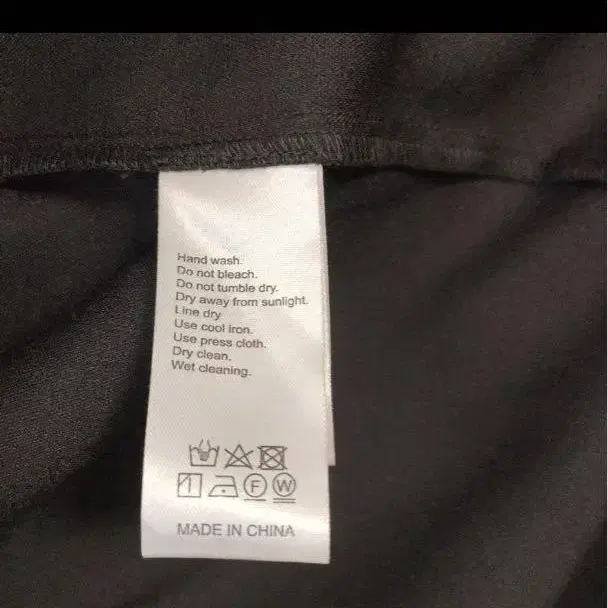 Hand wash.
Do not bleach.
Do not tumble dry.
Dry away from sunlight.
Line dry
Use cool iron.
Use press cloth.
Dry clean.
Wet cleaning.
F W
MADE IN CHINA